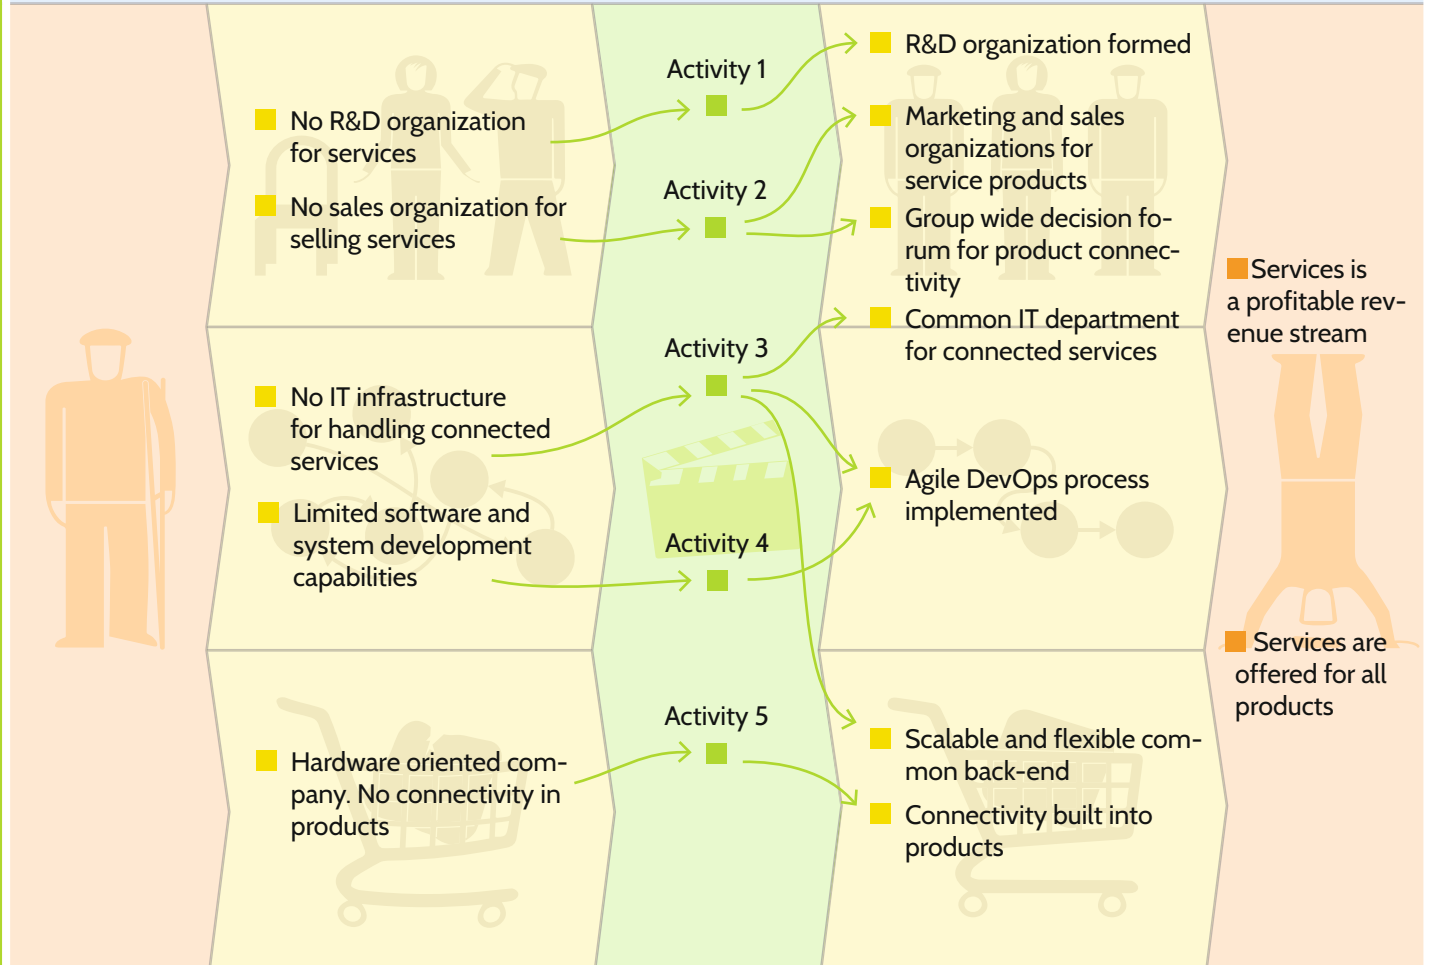 No R&D organization
for services
No sales organization for
selling services
No IT infrastructure
for handling connected
services
Limited software and
system development
capabilities
Hardware oriented com-
pany. No connectivity in
products
Activity 1
Activity 2
Activity 3
Activity 4
Activity 5
R&D organization formed
Marketing and sales
organizations for
service products
Group wide decision fo-
rum for product connec-
tivity
Common IT department
for connected services
Agile DevOps process
implemented
Scalable and flexible com-
mon back-end
Connectivity built into
products
Services is
a profitable rev-
enue stream
Services are
offered for all
products